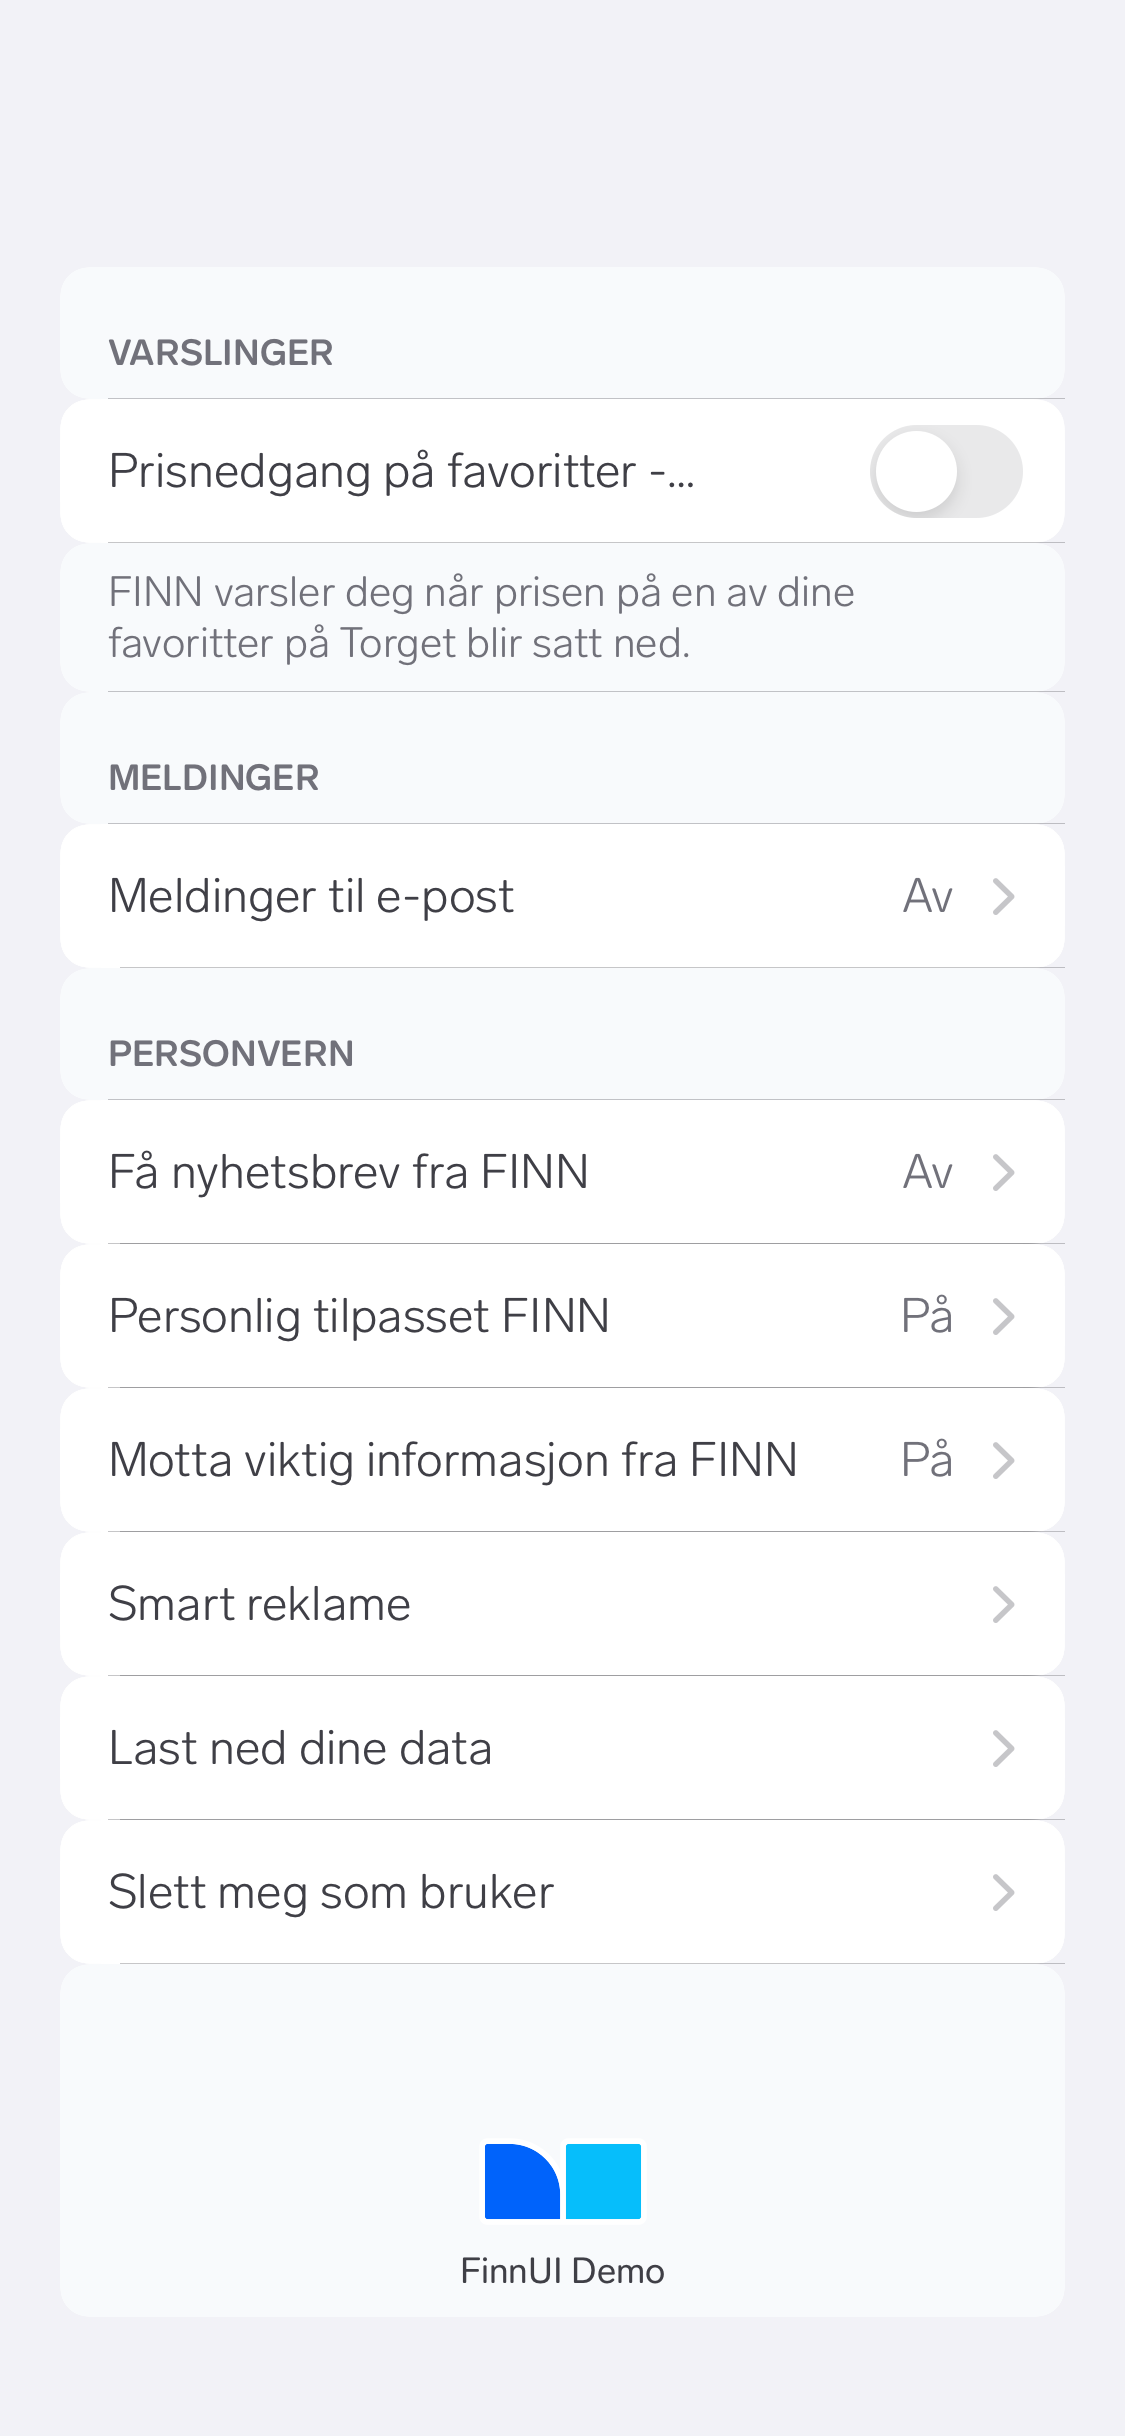 VARSLINGER
Prisnedgang på favoritter -...
FINN varsler deg når prisen på en av dine
favoritter på Torget blir satt ned.
MELDINGER
Meldinger til e-post Av
PERSONVERN
Få nyhetsbrev fra FINN Av
Personlig tilpasset FINN På
Motta viktig informasjon fra FINN På
Smart reklame
Last ned dine data
Slett meg som bruker
FinnUI Demo